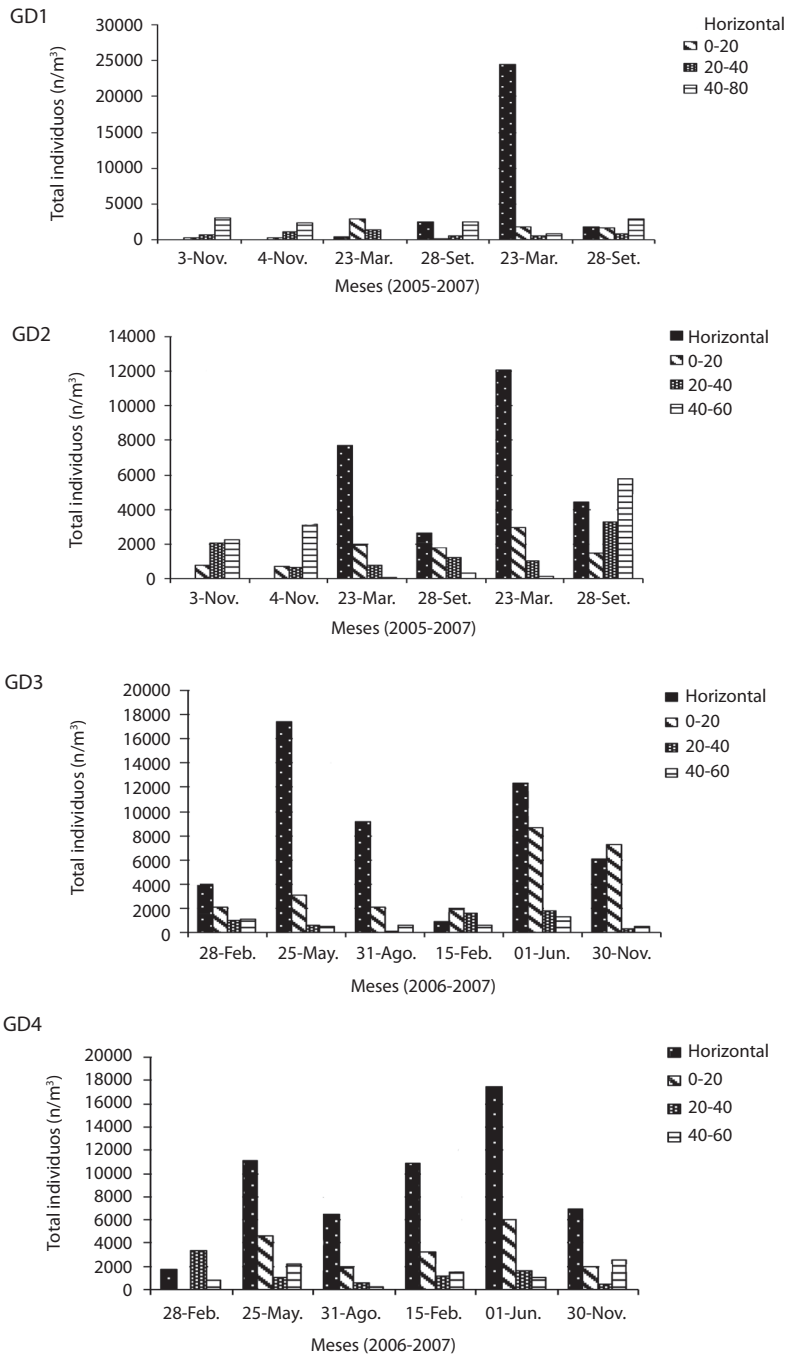 GD1
Total individuos (n/m³)
30000
25000
20000
15000
10000
5000
0
3-Nov. 4-Nov. 23-Mar. 28-Set. 23-Mar. 28-Set.
Meses (2005-2007)
Horizontal
0-20
20-40
40-80
GD2
Total individuos (n/m³)
14000
12000
10000
8000
6000
4000
2000
0
3-Nov. 4-Nov. 23-Mar. 28-Set. 23-Mar. 28-Set.
Meses (2005-2007)
Horizontal
0-20
20-40
40-60
GD3
Total individuos (n/m³)
20000
18000
16000
14000
12000
10000
8000
6000
4000
2000
0
28-Feb. 25-May. 31-Ago. 15-Feb. 01-Jun. 30-Nov.
Meses (2006-2007)
Horizontal
0-20
20-40
40-60
GD4
Total individuos (n/m³)
20000
18000
16000
14000
12000
10000
8000
6000
4000
2000
0
28-Feb. 25-May. 31-Ago. 15-Feb. 01-Jun. 30-Nov.
Meses (2006-2007)
Horizontal
0-20
20-40
40-60